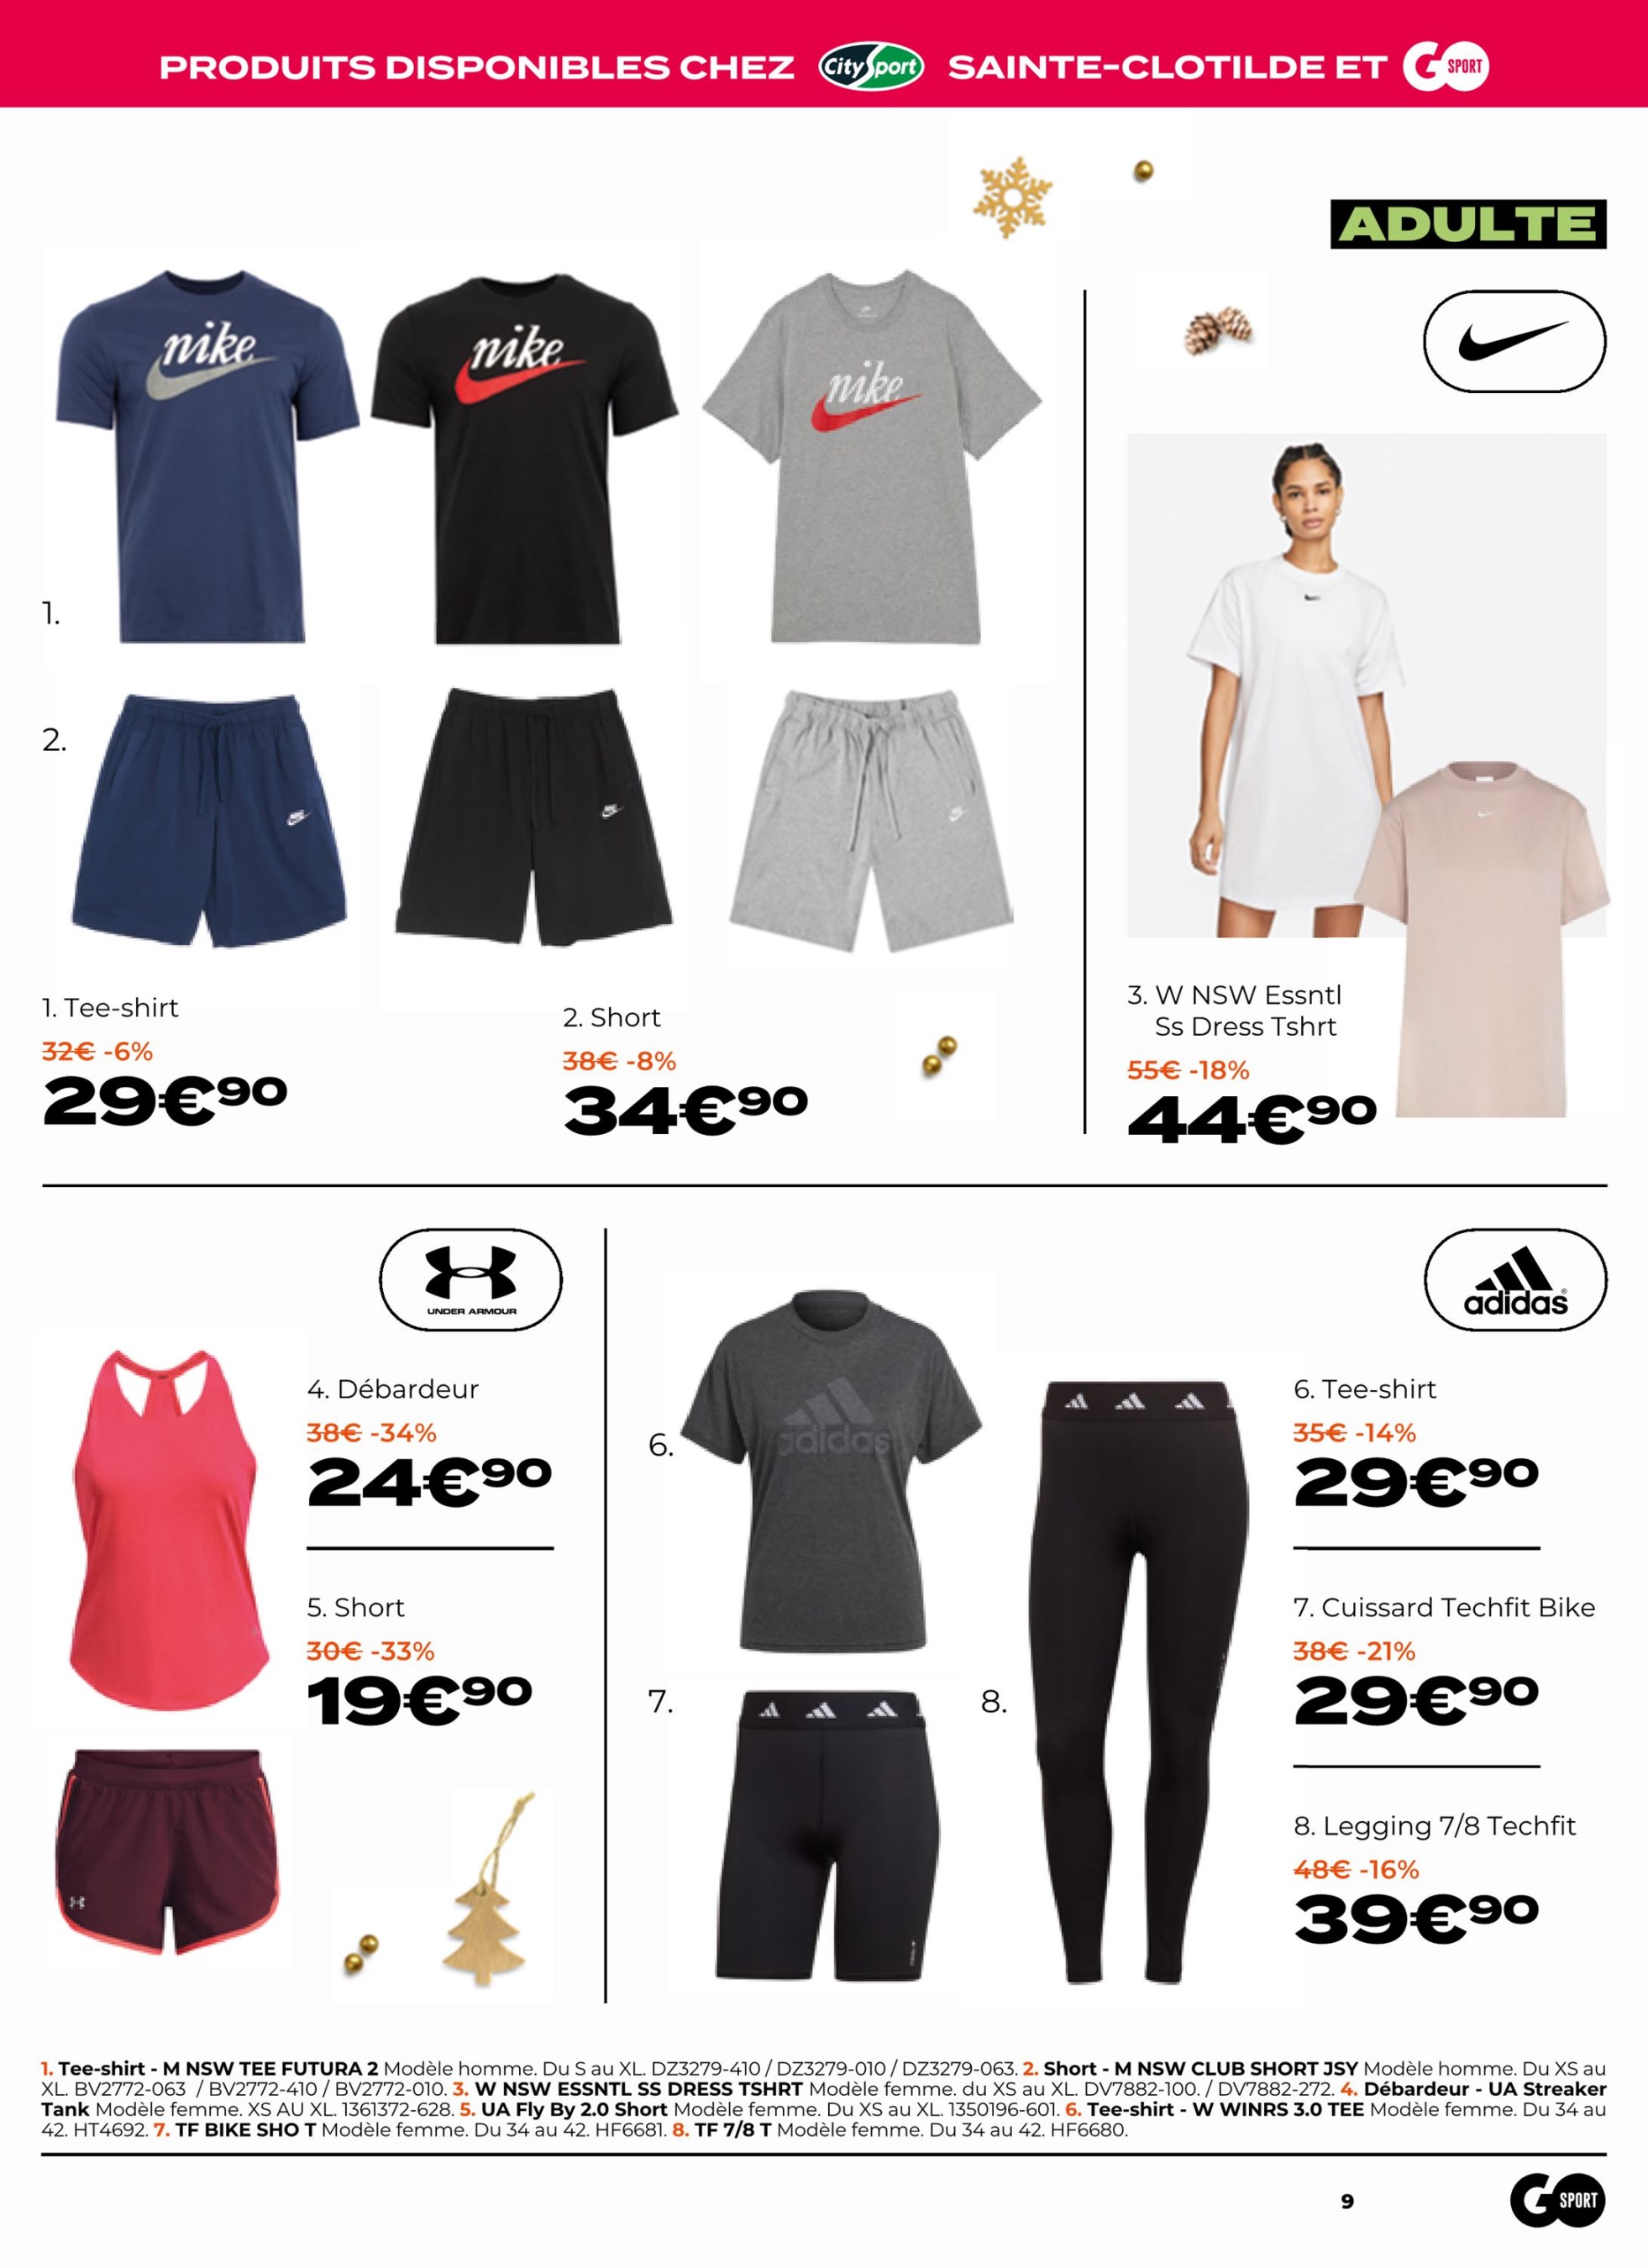 PRODUITS DISPONIBLES CHEZ CitySport SAINTE-CLOTILDE ET GO SPORT
ADULTE
nike
nike
nike
1.
2.
1. Tee-shirt
32€ -6%
29€90
2. Short
38€ -8%
34€90
3. W NSW Essntl
Ss Dress Tshrt
55€ -18%
44€90
UNDER ARMOUR
4. Débardeur
38€ -34%
24€90
5. Short
30€ -33%
19€90
adidas
6.
adidas
7.
8.
6. Tee-shirt
35€ -14%
29€90
7. Cuissard Techfit Bike
38€ -21%
29€90
8. Legging 7/8 Techfit
48€ -16%
39€90
1. Tee-shirt - M NSW TEE FUTURA 2 Modèle homme. Du S au XL. DZ3279-410 / DZ3279-010 / DZ3279-063. 2. Short - M NSW CLUB SHORT JSY Modèle homme. Du XS au
XL. BV2772-063 / BV2772-410 / BV2772-010. 3. W NSW ESSNTL SS DRESS TSHRT Modèle femme. du XS au XL. DV7882-100. / DV7882-272. 4. Débardeur - UA Streaker
Tank Modèle femme. XS AU XL. 1361372-628. 5. UA Fly By 2.0 Short Modèle femme. Du XS au XL. 1350196-601. 6. Tee-shirt - W WINRS 3.0 TEE Modèle femme. Du 34 au
42. HT4692. 7. TF BIKE SHO T Modèle femme. Du 34 au 42. HF6681. 8. TF 7/8 T Modèle femme. Du 34 au 42. HF6680.
9
GO SPORT